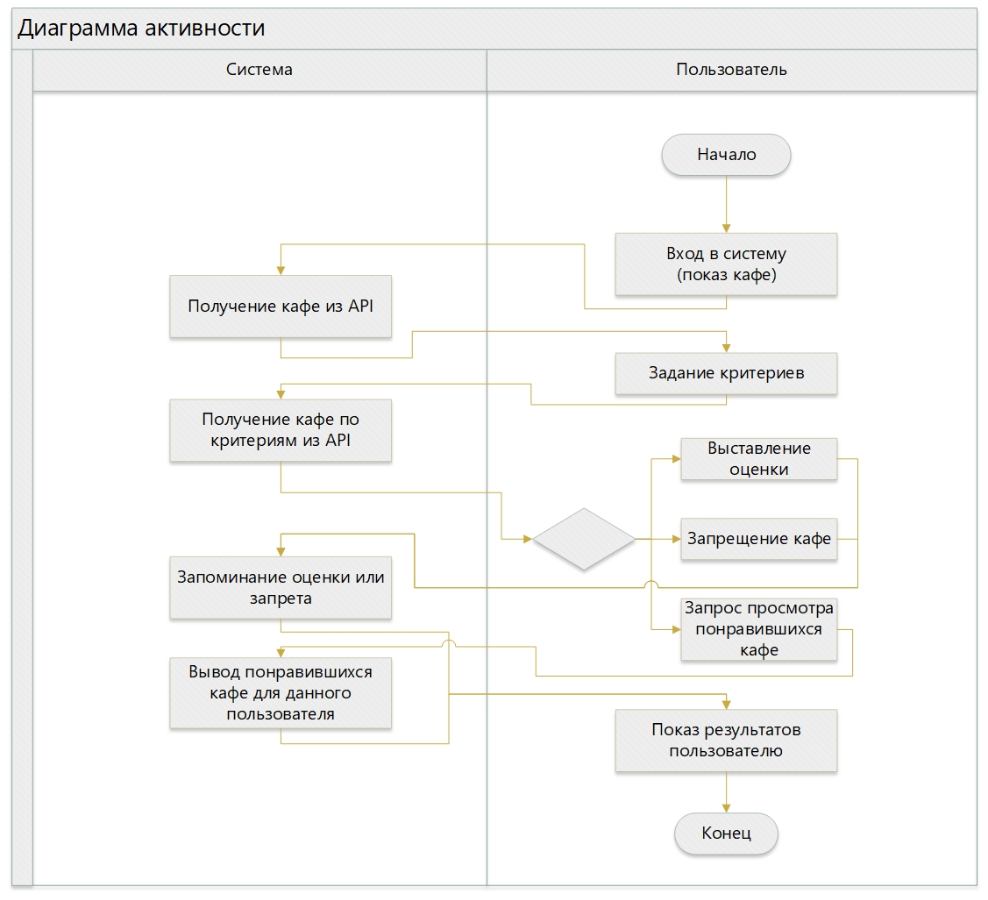 Диаграмма активности
Система
Пользователь
Начало
Вход в систему
(показ кафе)
Получение кафе из API
Задание критериев
Получение кафе по
критериям из API
Выставление
оценки
Запрещение кафе
Запоминание оценки или
запрета
Запрос просмотра
понравившихся
кафе
Вывод понравившихся
кафе для данного
пользователя
Показ результатов
пользователю
Конец